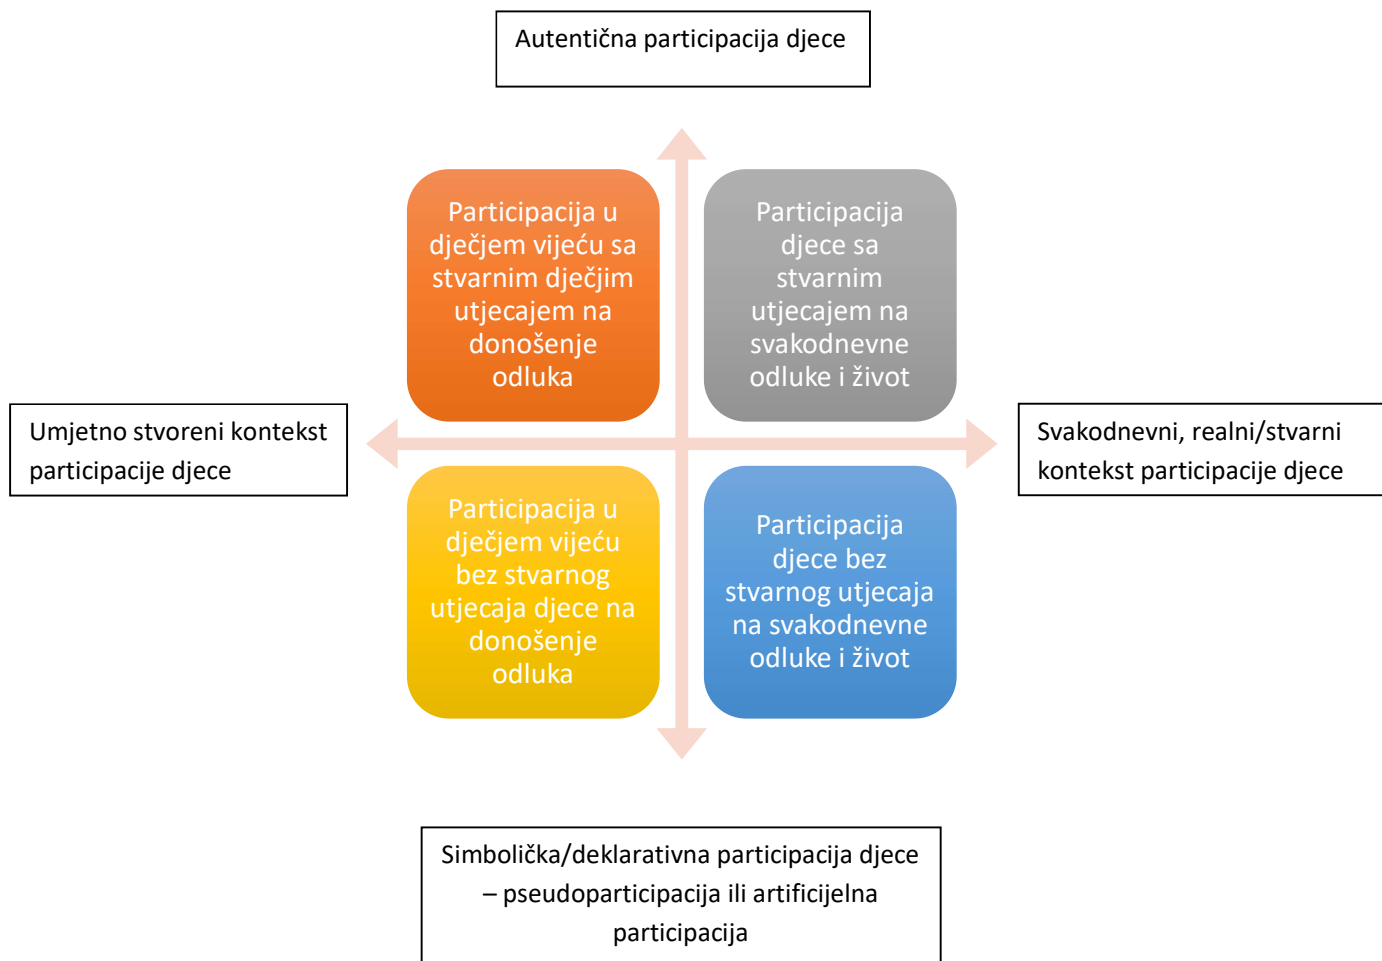 Autentična participacija djece
Participacija u
dječjem vijeću sa
stvarnim dječjim
utjecajem na
donošenje
odluka
Participacija
djece sa
stvarnim
utjecajem na
svakodnevne
odluke i život
Umjetno stvoreni kontekst
participacije djece
Svakodnevni, realni/stvarni
kontekst participacije djece
Participacija u
dječjem vijeću
bez stvarnog
utjecaja djece na
donošenje
odluka
Participacija
djece bez
stvarnog utjecaja
na svakodnevne
odluke i život
Simbolička/deklarativna participacija djece
– pseudoparticipacija ili artificijelna
participacija